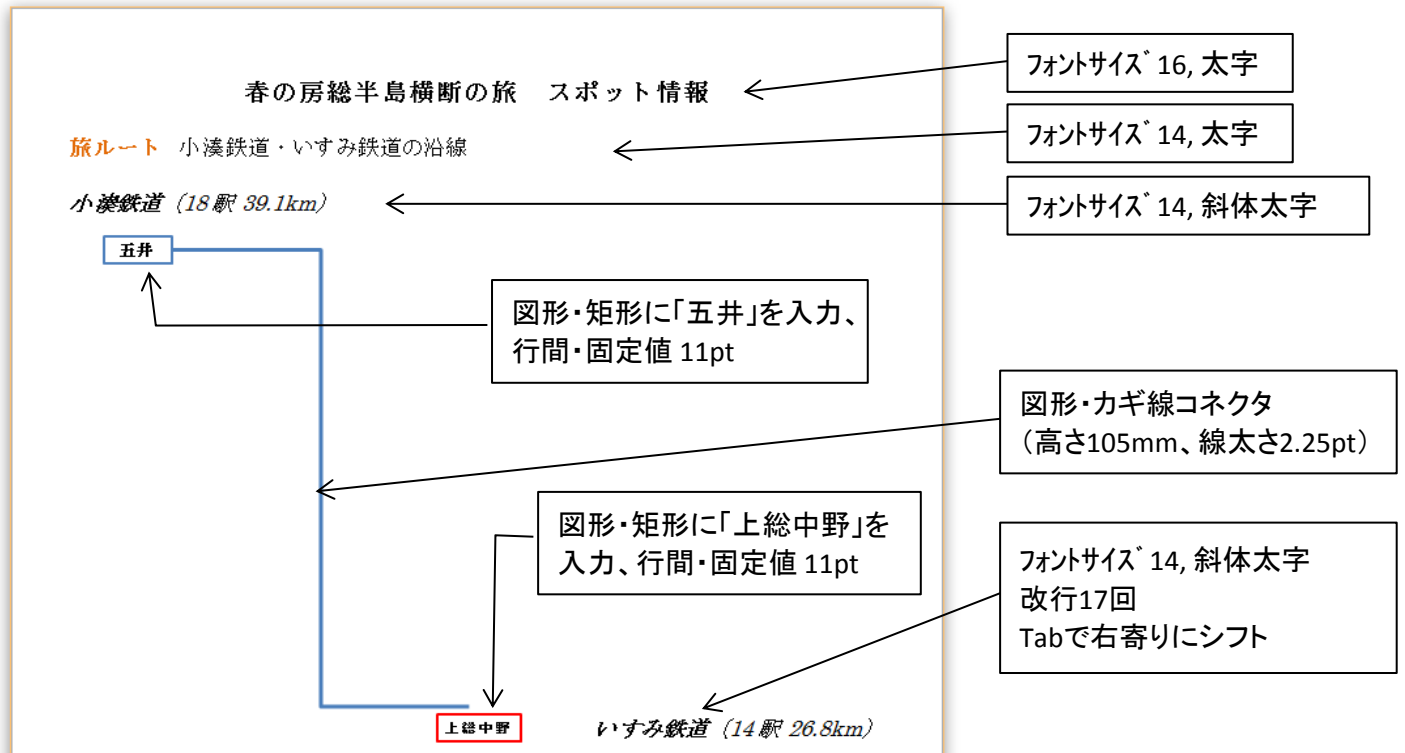 フォントサイズ 16, 太字
春の房総半島横断の旅　スポット情報
フォントサイズ 14, 太字
旅ルート　小湊鉄道・いすみ鉄道の沿線
フォントサイズ 14, 斜体太字
小湊鉄道（18駅 39.1km）
五井
図形・矩形に「五井」を入力、
行間・固定値 11pt
図形・カギ線コネクタ
（高さ105mm、線太さ2.25pt）
図形・矩形に「上総中野」を
入力、行間・固定値 11pt
フォントサイズ 14, 斜体太字
改行17回
Tabで右寄りにシフト
上総中野
いすみ鉄道（14駅 26.8km）